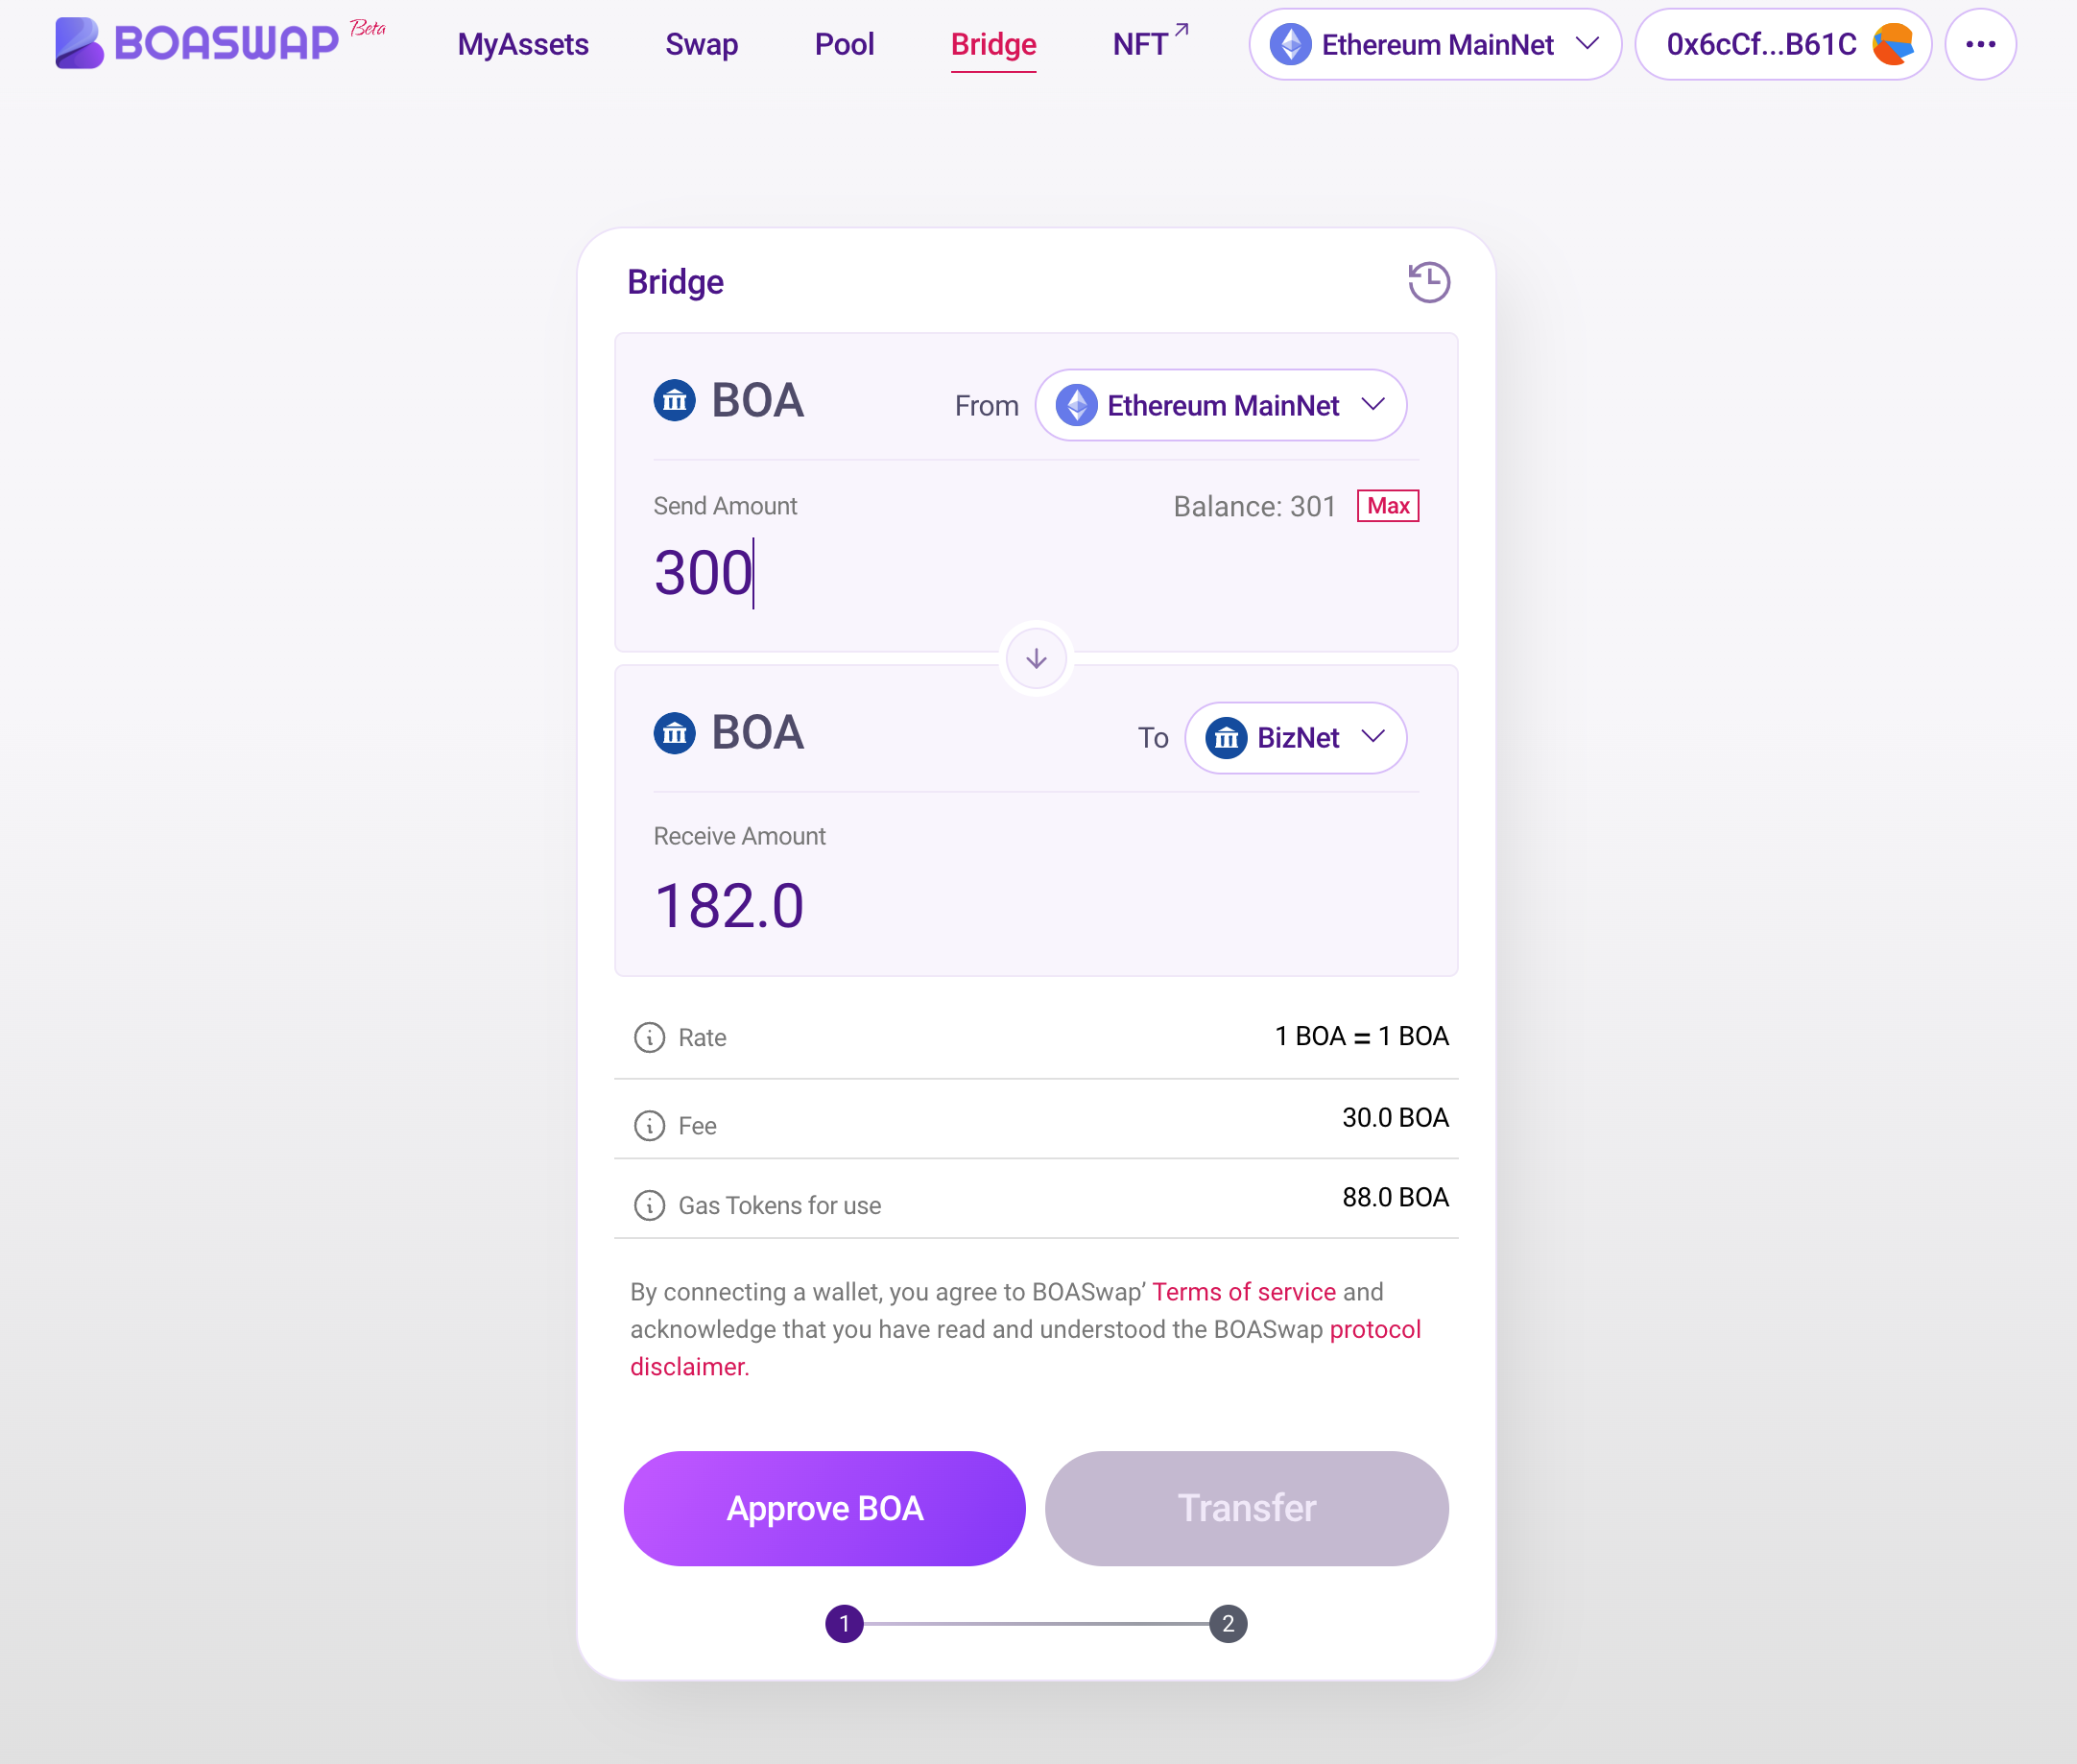 BOASWAP Beta
MyAssets Swap Pool Bridge NFT Ethereum MainNet 0x6cCf...B61C
Bridge
BOA From Ethereum MainNet
Send Amount Balance: 301 Max
300
BOA To BizNet
Receive Amount
182.0
Rate 1 BOA = 1 BOA
Fee 30.0 BOA
Gas Tokens for use 88.0 BOA
By connecting a wallet, you agree to BOASwap’ Terms of service and
acknowledge that you have read and understood the BOASwap protocol
disclaimer.
Approve BOA Transfer
1 2